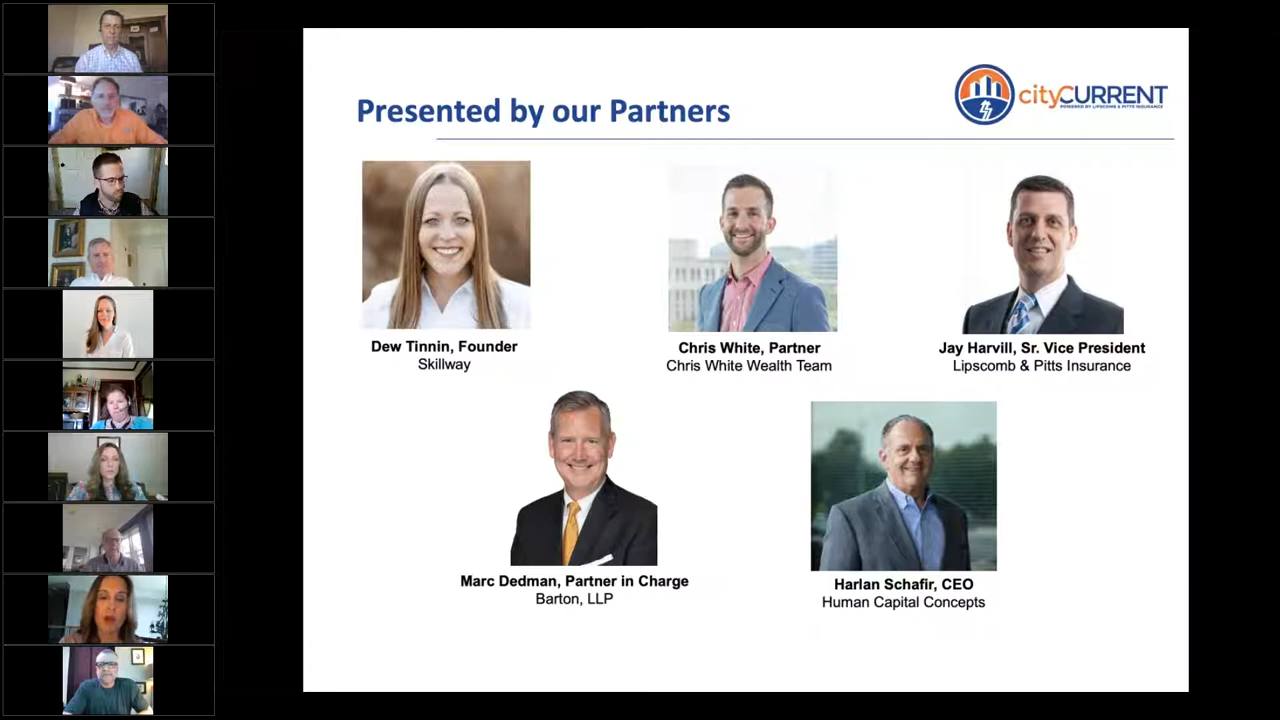 Presented by our Partners
cityCURRENT
POWERED BY LIPSCOMB & PITTS INSURANCE
Dew Tinnin, Founder
Skillway
Chris White, Partner
Chris White Wealth Team
Jay Harvill, Sr. Vice President
Lipscomb & Pitts Insurance
Marc Dedman, Partner in Charge
Barton, LLP
Harlan Schafir, CEO
Human Capital Concepts